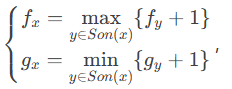 f_x = max_{y∈Son(x)} {f_y + 1}
g_x = min_{y∈Son(x)} {g_y + 1} ,